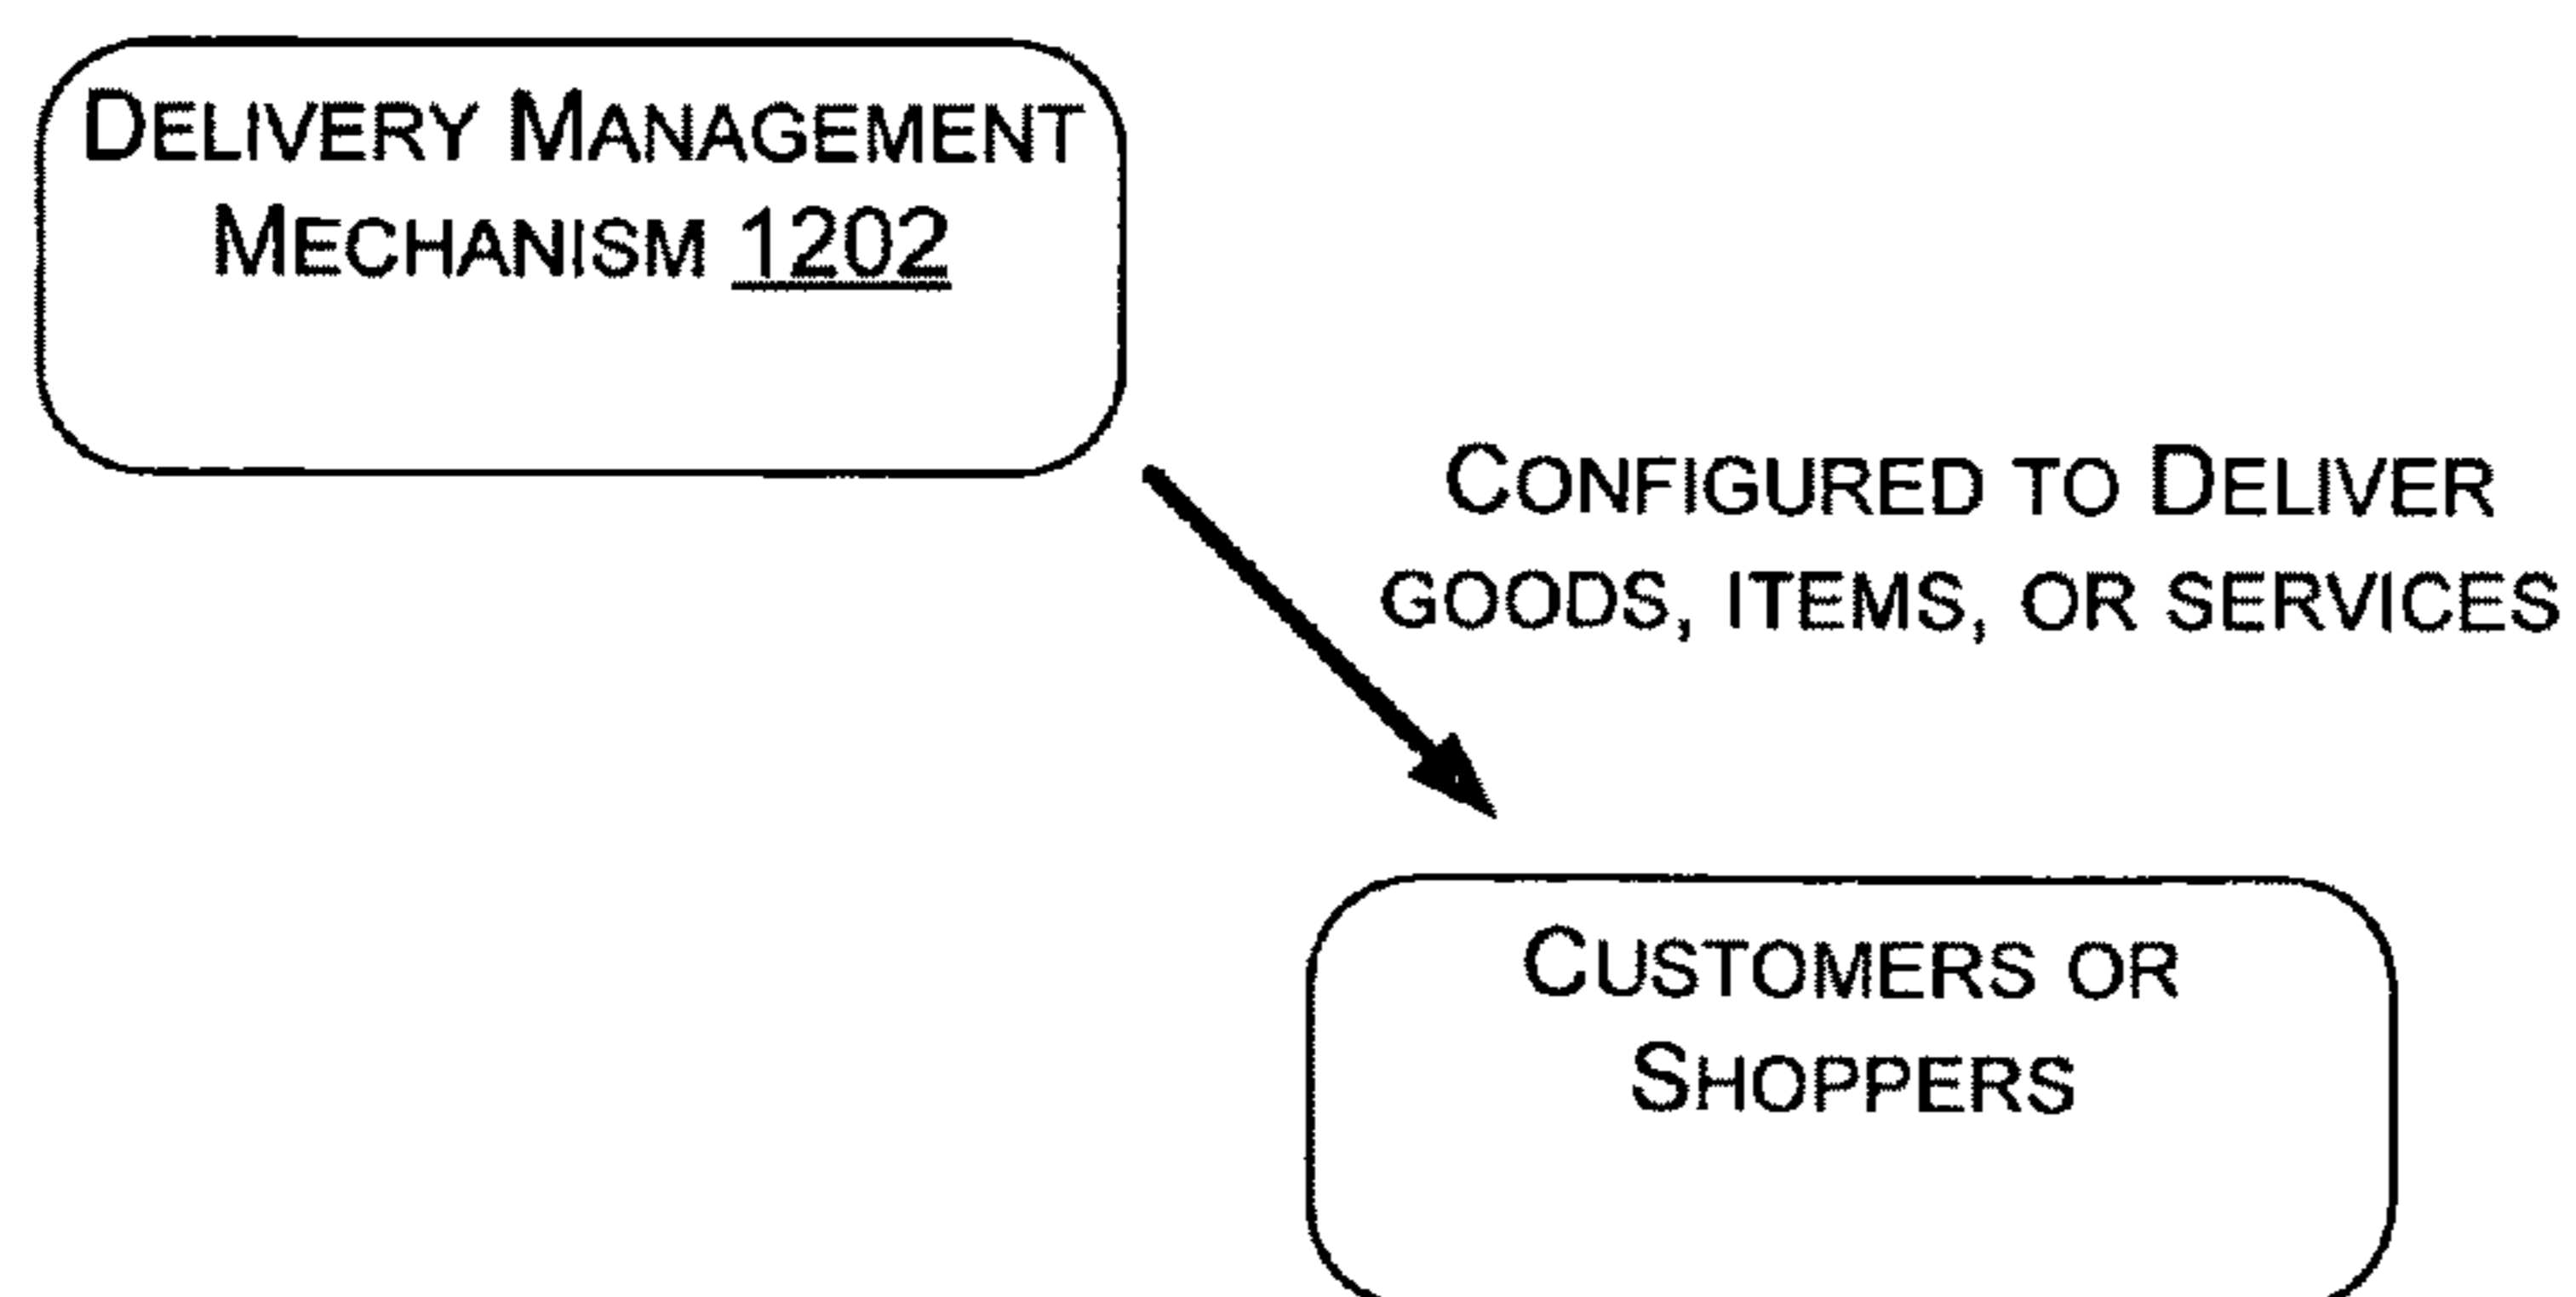 DELIVERY MANAGEMENT
MECHANISM 1202
CONFIGURED TO DELIVER
GOODS, ITEMS, OR SERVICES
CUSTOMERS OR
SHOPPERS